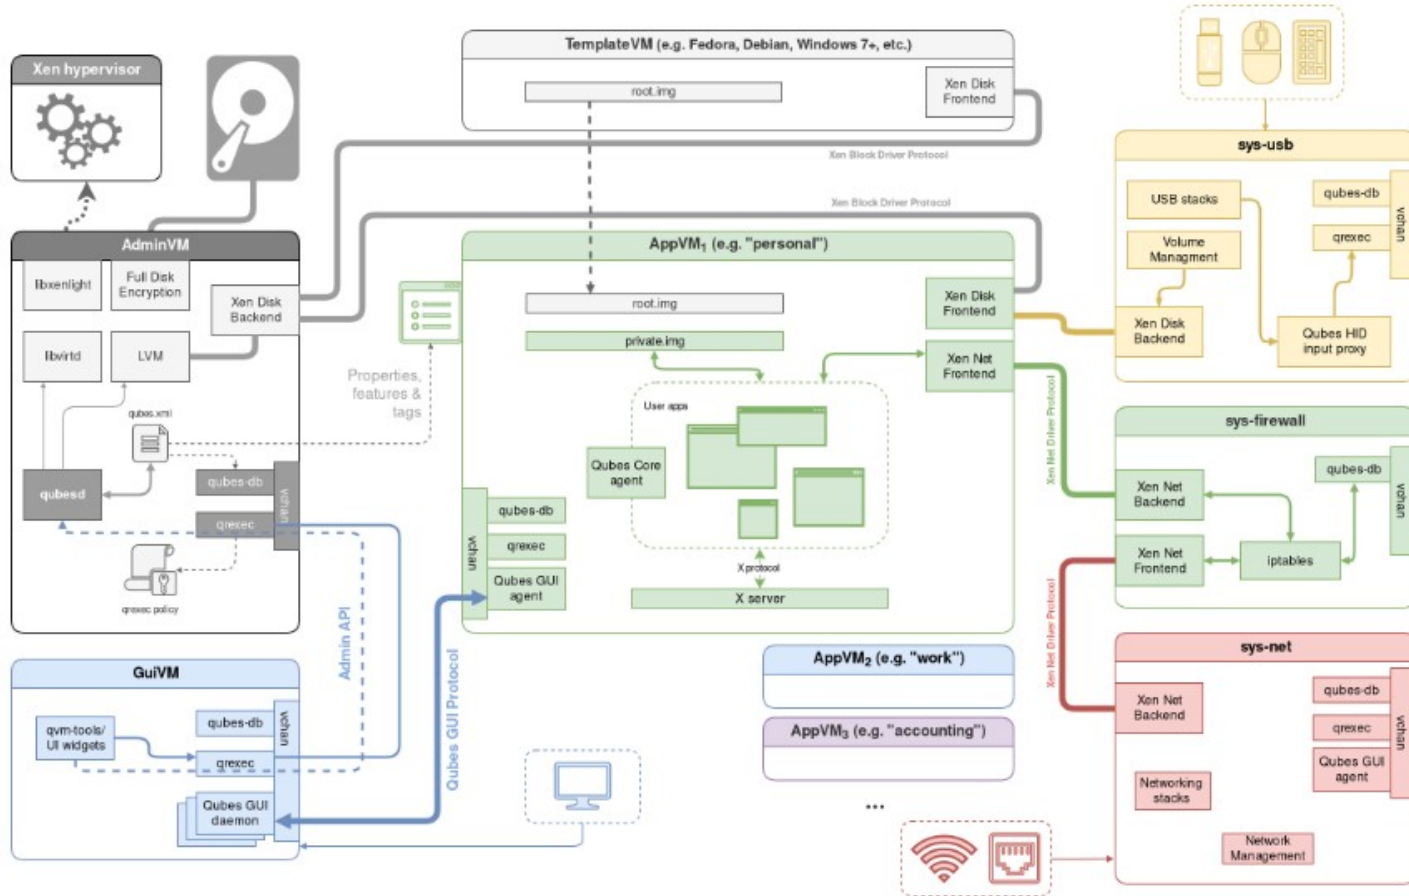 TemplateVM (e.g. Fedora, Debian, Windows 7+, etc.)
root.img
Xen Disk
Frontend
Xen hypervisor
Xen Block Driver Protocol
Xen Block Driver Protocol
AdminVM
libxenlight
Full Disk
Encryption
Xen Disk
Backend
libvirtd
LVM
qubes.xml
qubesd
qubes-db
qrexec
vchan
qrexec policy
Properties,
features &
tags
Admin API
GuiVM
qvm-tools/
UI widgets
qubes-db
qrexec
vchan
Qubes GUI
daemon
Qubes GUI Protocol
AppVM1 (e.g. "personal")
root.img
private.img
Xen Disk
Frontend
Xen Net
Frontend
User apps
Qubes Core
agent
vchan
qubes-db
qrexec
Qubes GUI
agent
X protocol
X server
AppVM2 (e.g. "work")
AppVM3 (e.g. "accounting")
...
sys-usb
USB stacks
qubes-db
vchan
Volume
Managment
qrexec
Xen Disk
Backend
Qubes HID
input proxy
Xen Net Driver Protocol
sys-firewall
Xen Net
Backend
qubes-db
vchan
Xen Net
Frontend
iptables
Xen Net Driver Protocol
sys-net
Xen Net
Backend
qubes-db
vchan
qrexec
Qubes GUI
agent
Networking
stacks
Network
Management